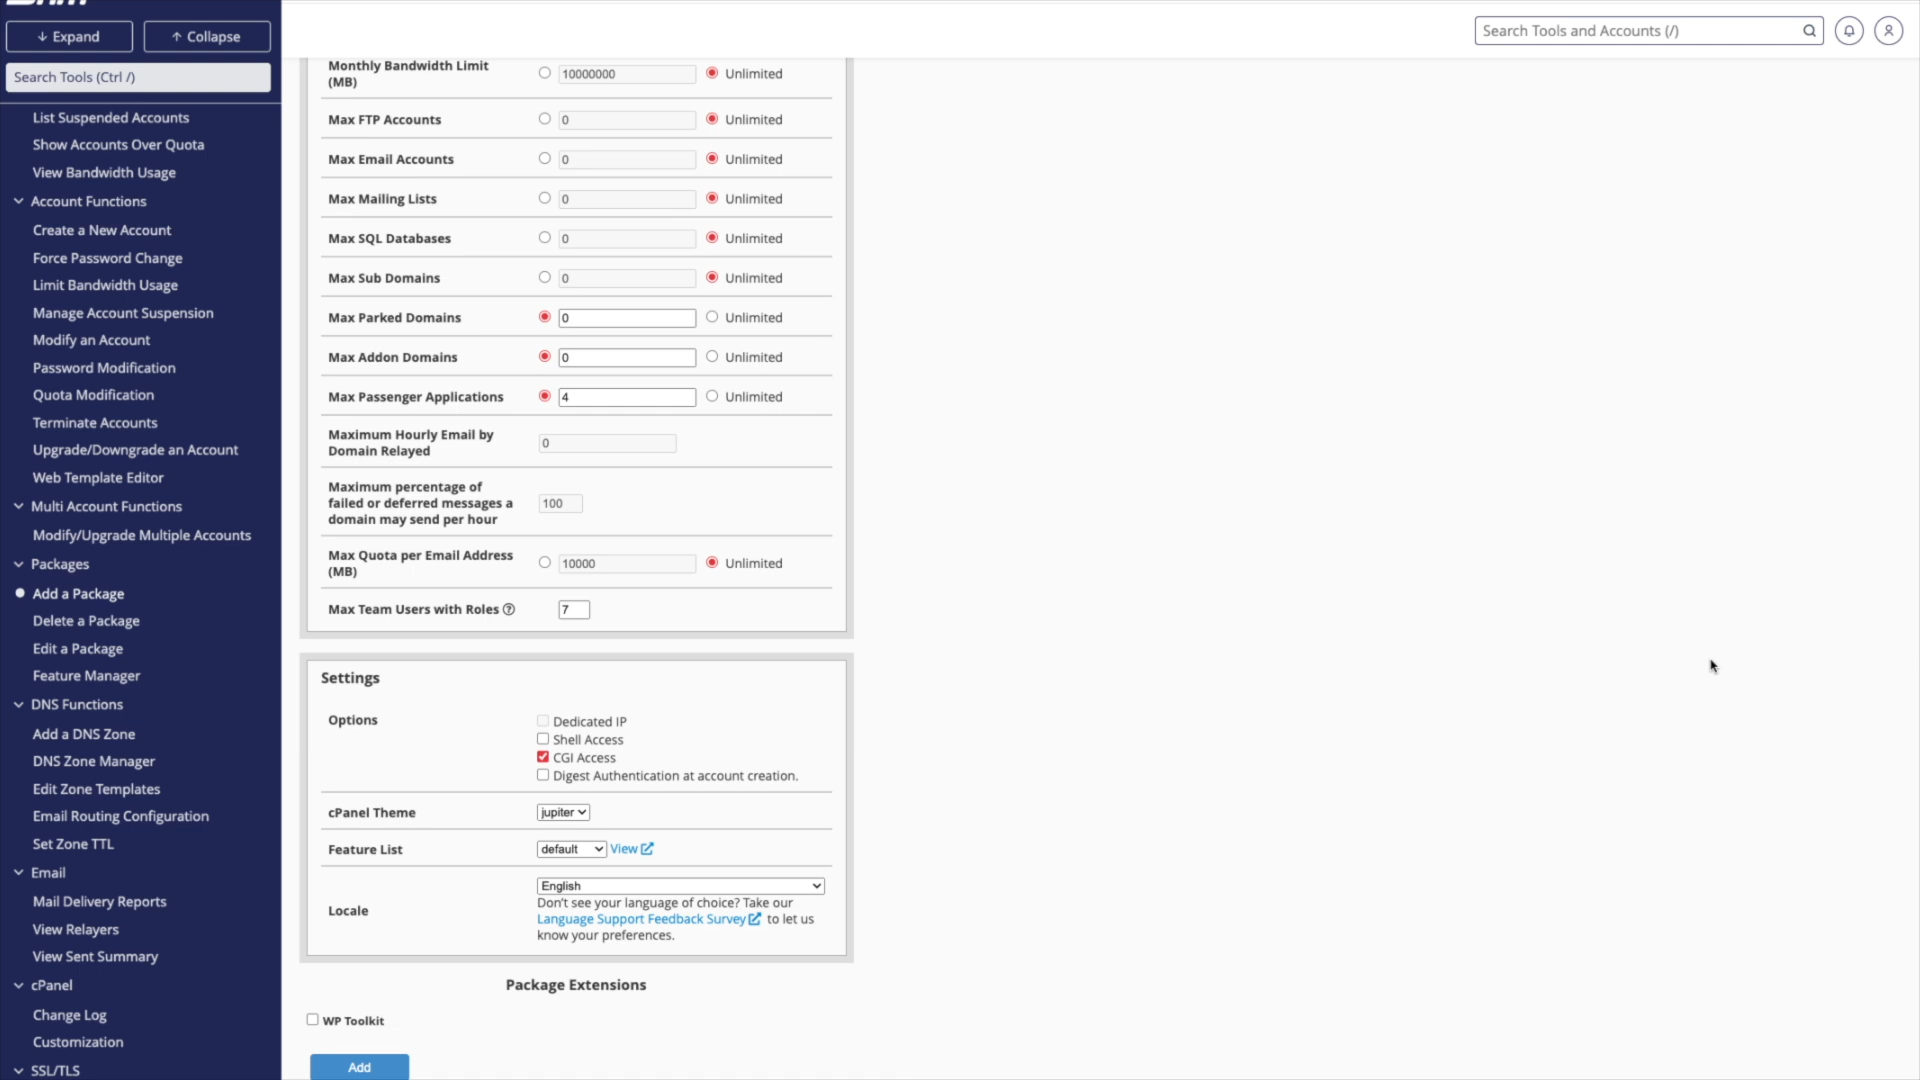 ↓ Expand
↑ Collapse
Search Tools (Ctrl /)
List Suspended Accounts
Show Accounts Over Quota
View Bandwidth Usage
Account Functions
Create a New Account
Force Password Change
Limit Bandwidth Usage
Manage Account Suspension
Modify an Account
Password Modification
Quota Modification
Terminate Accounts
Upgrade/Downgrade an Account
Web Template Editor
Multi Account Functions
Modify/Upgrade Multiple Accounts
Packages
Add a Package
Delete a Package
Edit a Package
Feature Manager
DNS Functions
Add a DNS Zone
DNS Zone Manager
Edit Zone Templates
Email Routing Configuration
Set Zone TTL
Email
Mail Delivery Reports
View Relayers
View Sent Summary
cPanel
Change Log
Customization
SSL/TLS
Search Tools and Accounts (/)
Monthly Bandwidth Limit
(MB)
10000000 Unlimited
Max FTP Accounts 0 Unlimited
Max Email Accounts 0 Unlimited
Max Mailing Lists 0 Unlimited
Max SQL Databases 0 Unlimited
Max Sub Domains 0 Unlimited
Max Parked Domains 0 Unlimited
Max Addon Domains 0 Unlimited
Max Passenger Applications 4 Unlimited
Maximum Hourly Email by
Domain Relayed
0
Maximum percentage of
failed or deferred messages a
domain may send per hour
100
Max Quota per Email Address
(MB)
10000 Unlimited
Max Team Users with Roles ? 7
Settings
Options
Dedicated IP
Shell Access
CGI Access
Digest Authentication at account creation.
cPanel Theme jupiter
Feature List default View
Locale
English
Don't see your language of choice? Take our
Language Support Feedback Survey to let us
know your preferences.
Package Extensions
WP Toolkit
Add